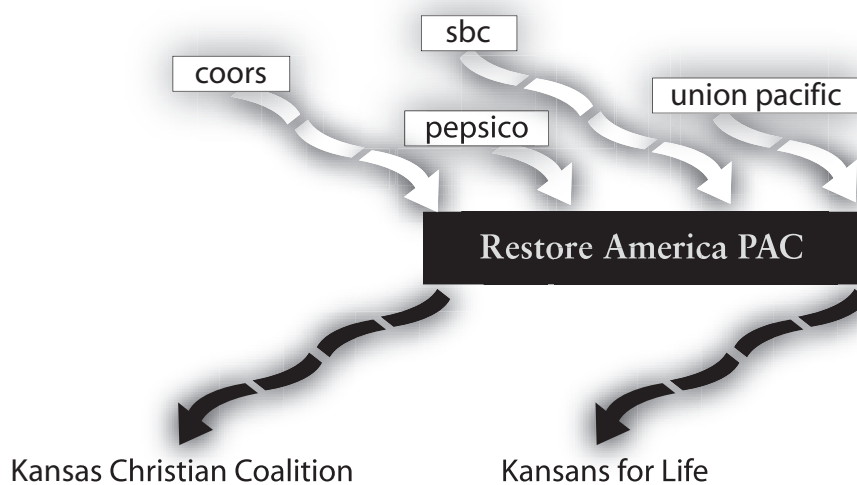 sbc
coors
union pacific
pepsico
Restore America PAC
Kansas Christian Coalition
Kansans for Life